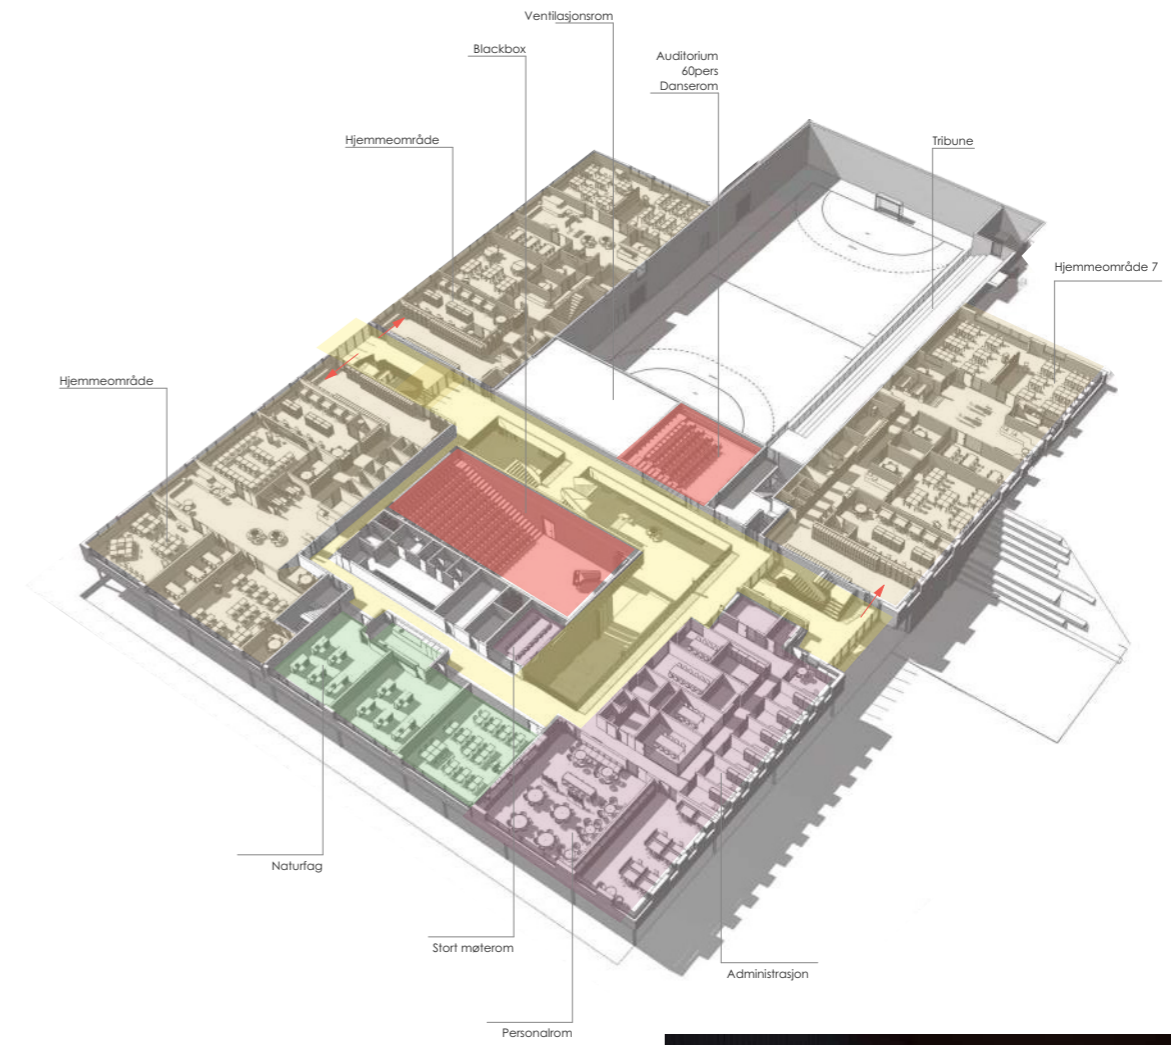 Ventilasjonsrom
Blackbox
Auditorium
60pers
Danserom
Hjemmeområde
Tribune
Hjemmeområde 7
Hjemmeområde
Naturfag
Stort møterom
Administrasjon
Personalrom